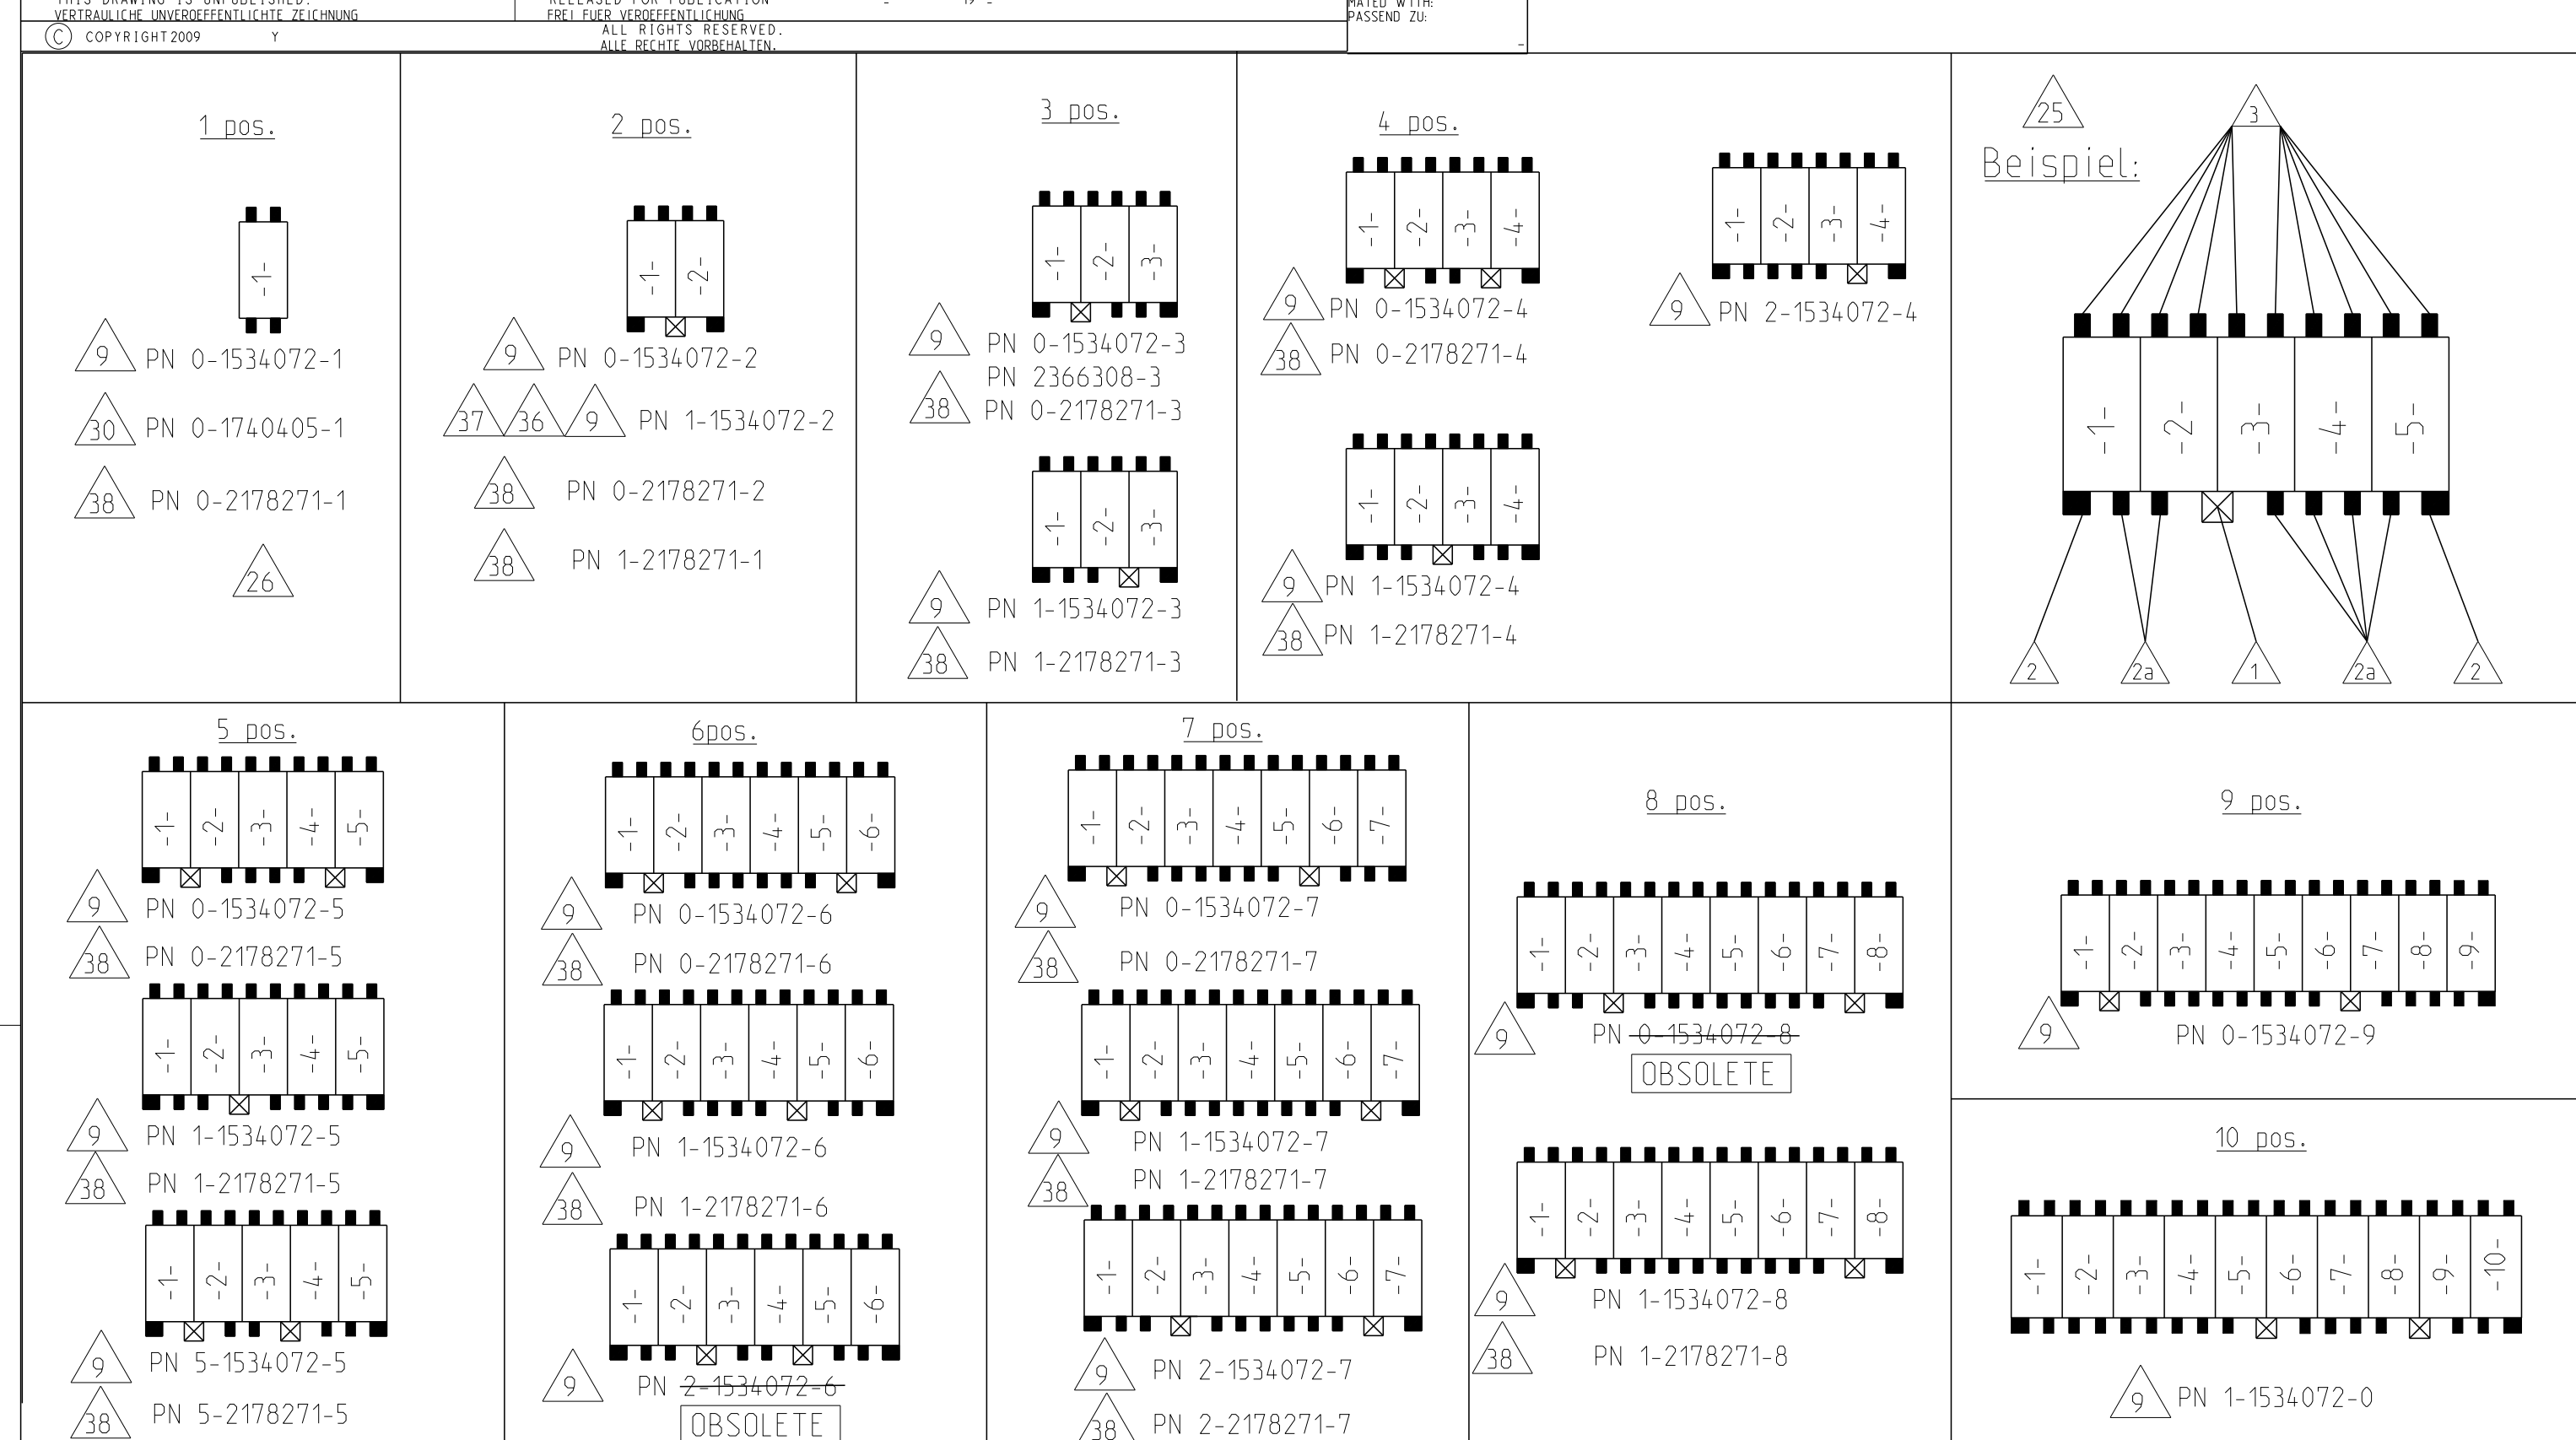 VERTRAULICHE UNVEROEFFENTLICHTE ZEICHNUNG
RELEASED FOR PUBLICATION
FREI FUER VEROEFFENTLICHUNG
MATED WITH:
PASSEND ZU:
© COPYRIGHT 2009 Y
ALL RIGHTS RESERVED.
ALLE RECHTE VORBEHALTEN.
-
1 pos.
-1-
9 PN 0-1534072-1
30 PN 0-1740405-1
38 PN 0-2178271-1
26
2 pos.
-1- -2-
9 PN 0-1534072-2
37 36 9 PN 1-1534072-2
38 PN 0-2178271-2
38 PN 1-2178271-1
3 pos.
-1- -2- -3-
9 PN 0-1534072-3
PN 2366308-3
38 PN 0-2178271-3
-1- -2- -3-
9 PN 1-1534072-3
38 PN 1-2178271-3
4 pos.
-1- -2- -3- -4-
9 PN 0-1534072-4
38 PN 0-2178271-4
-1- -2- -3- -4-
9 PN 2-1534072-4
-1- -2- -3- -4-
9 PN 1-1534072-4
38 PN 1-2178271-4
25
3
Beispiel:
-1- -2- -3- -4- -5-
2 2a 1 2a 2
5 pos.
-1- -2- -3- -4- -5-
9 PN 0-1534072-5
38 PN 0-2178271-5
-1- -2- -3- -4- -5-
9 PN 1-1534072-5
38 PN 1-2178271-5
-1- -2- -3- -4- -5-
9 PN 5-1534072-5
38 PN 5-2178271-5
6pos.
-1- -2- -3- -4- -5- -6-
9 PN 0-1534072-6
38 PN 0-2178271-6
-1- -2- -3- -4- -5- -6-
9 PN 1-1534072-6
38 PN 1-2178271-6
-1- -2- -3- -4- -5- -6-
9 PN 2-1534072-6
OBSOLETE
7 pos.
-1- -2- -3- -4- -5- -6- -7-
9 PN 0-1534072-7
38 PN 0-2178271-7
-1- -2- -3- -4- -5- -6- -7-
9 PN 1-1534072-7
38 PN 1-2178271-7
-1- -2- -3- -4- -5- -6- -7-
9 PN 2-1534072-7
38 PN 2-2178271-7
8 pos.
-1- -2- -3- -4- -5- -6- -7- -8-
9 PN 0-1534072-8
OBSOLETE
-1- -2- -3- -4- -5- -6- -7- -8-
9 PN 1-1534072-8
38 PN 1-2178271-8
9 pos.
-1- -2- -3- -4- -5- -6- -7- -8- -9-
9 PN 0-1534072-9
10 pos.
-1- -2- -3- -4- -5- -6- -7- -8- -9- -10-
9 PN 1-1534072-0